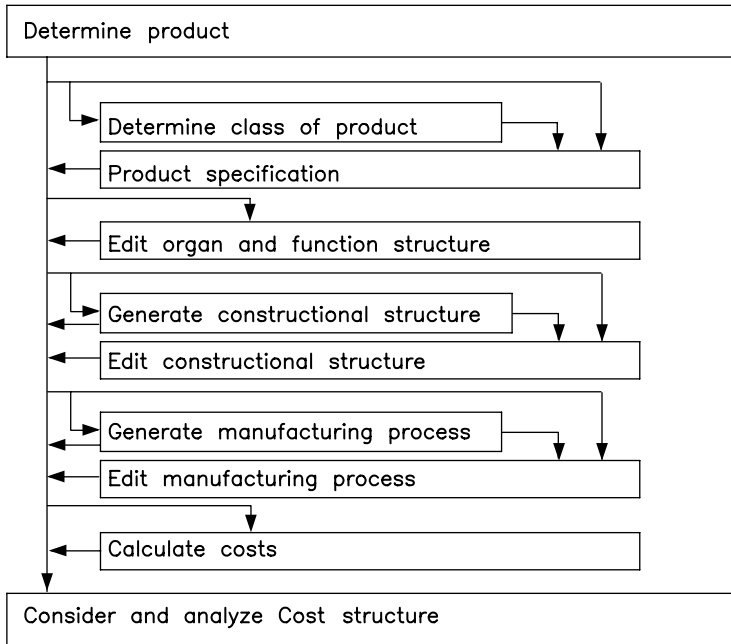 Determine product
Determine class of product
Product specification
Edit organ and function structure
Generate constructional structure
Edit constructional structure
Generate manufacturing process
Edit manufacturing process
Calculate costs
Consider and analyze Cost structure